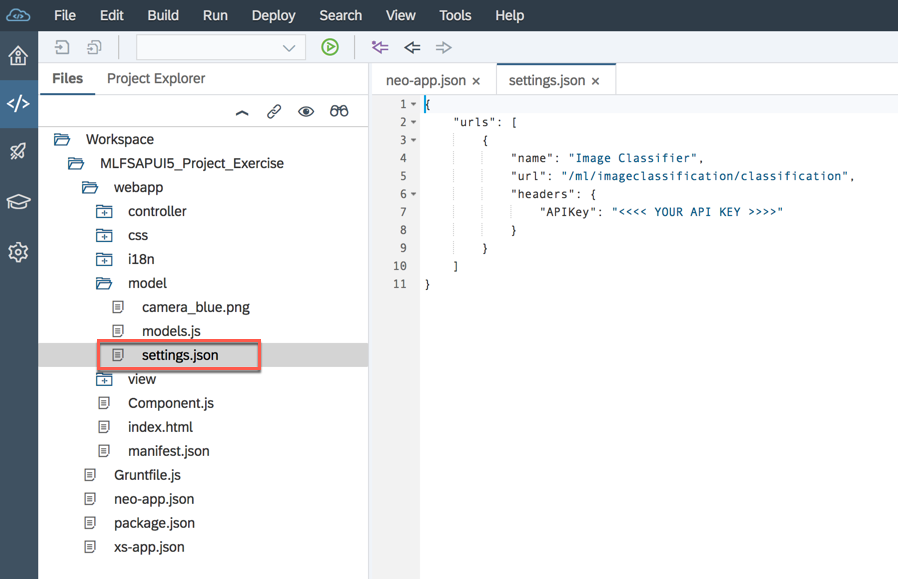 File Edit Build Run Deploy Search View Tools Help
Files Project Explorer
Workspace
MLFSAPUI5_Project_Exercise
webapp
controller
css
i18n
model
camera_blue.png
models.js
settings.json
view
Component.js
index.html
manifest.json
Gruntfile.js
neo-app.json
package.json
xs-app.json
neo-app.json × settings.json ×
1 {
2 "urls": [
3 {
4 "name": "Image Classifier",
5 "url": "/ml/imageclassification/classification",
6 "headers": {
7 "APIKey": "<<<< YOUR API KEY >>>>"
8 }
9 }
10 ]
11 }